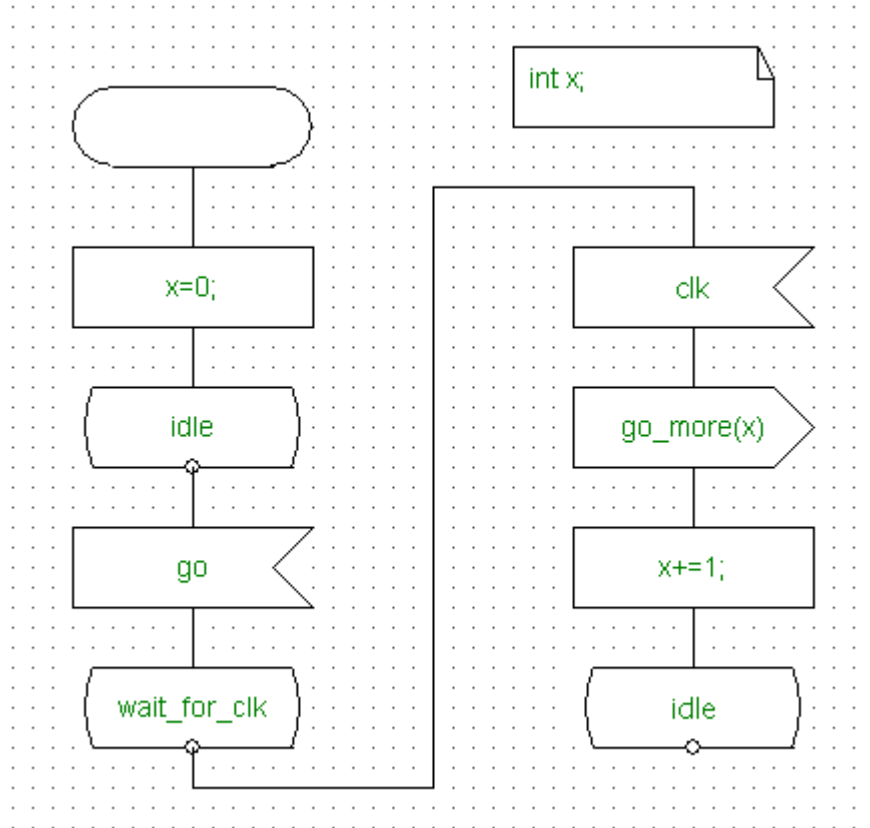 int x;
x=0;
idle
go
wait_for_clk
clk
go_more(x)
x+=1;
idle